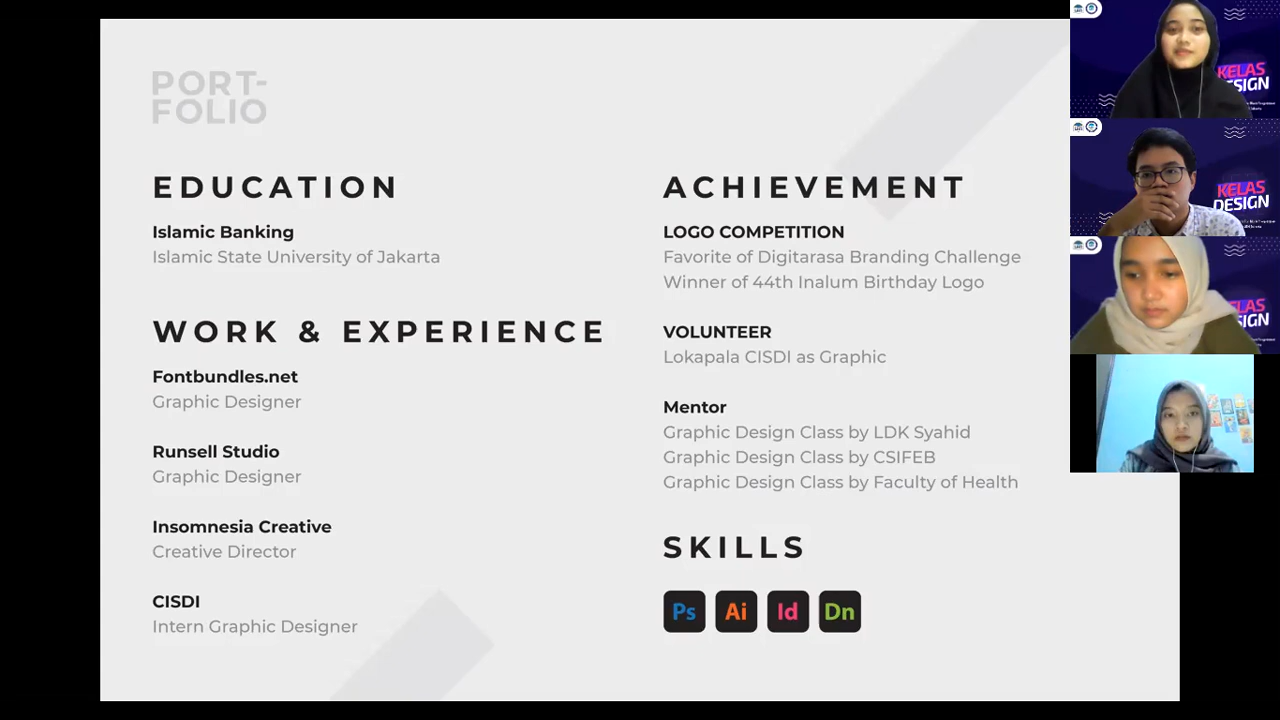 PORT-
FOLIO
EDUCATION
Islamic Banking
Islamic State University of Jakarta
WORK & EXPERIENCE
Fontbundles.net
Graphic Designer
Runsell Studio
Graphic Designer
Insomnesia Creative
Creative Director
CISDI
Intern Graphic Designer
ACHIEVEMENT
LOGO COMPETITION
Favorite of Digitarasa Branding Challenge
Winner of 44th Inalum Birthday Logo
VOLUNTEER
Lokapala CISDI as Graphic
Mentor
Graphic Design Class by LDK Syahid
Graphic Design Class by CSIFEB
Graphic Design Class by Faculty of Health
SKILLS
Ps Ai Id Dn
KELAS
DESIGN
KELAS
DESIGN
ELAS
ESIGN